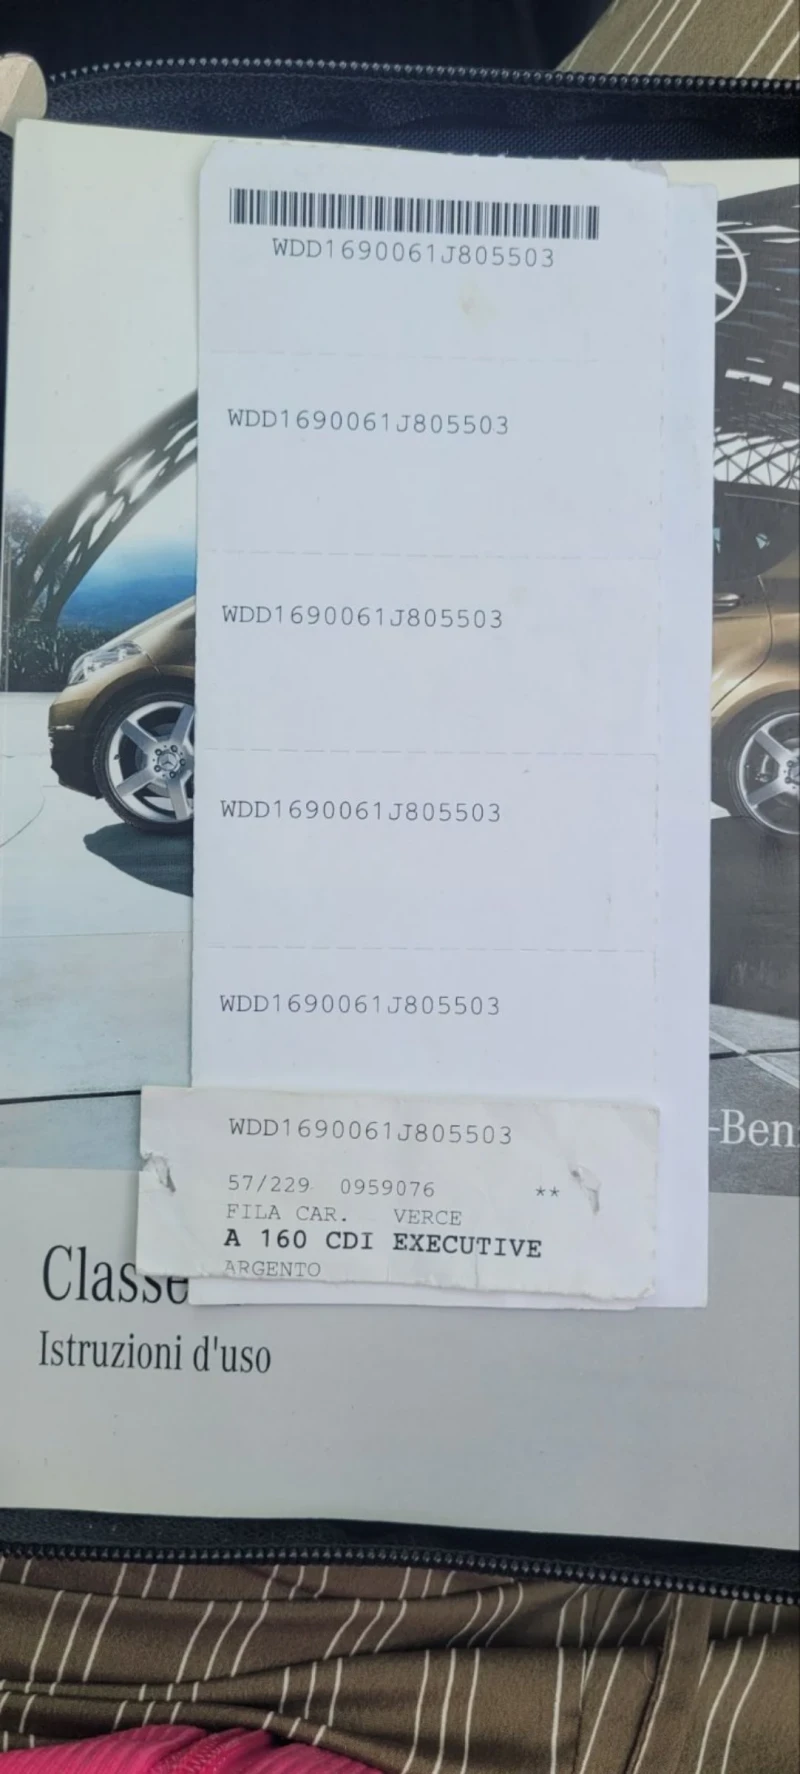 WDD1690061J805503
WDD1690061J805503
WDD1690061J805503
WDD1690061J805503
WDD1690061J805503
WDD1690061J805503
57/229 0959076 **
FILA CAR. VERCE
A 160 CDI EXECUTIVE
ARGENTO
-Ben
Classe
Istruzioni d'uso